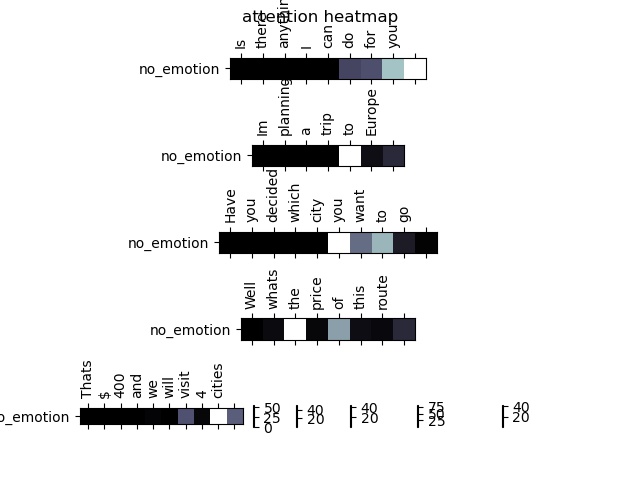 attention heatmap
Is there anything I can do for you
no_emotion
Im planning a trip to Europe
no_emotion
Have you decided which city you want to go
no_emotion
Well whats the price of this route
no_emotion
Thats $ 400 and we will visit 4 cities
no_emotion
50 25 0
40 20
40 20
75 50 25
40 20